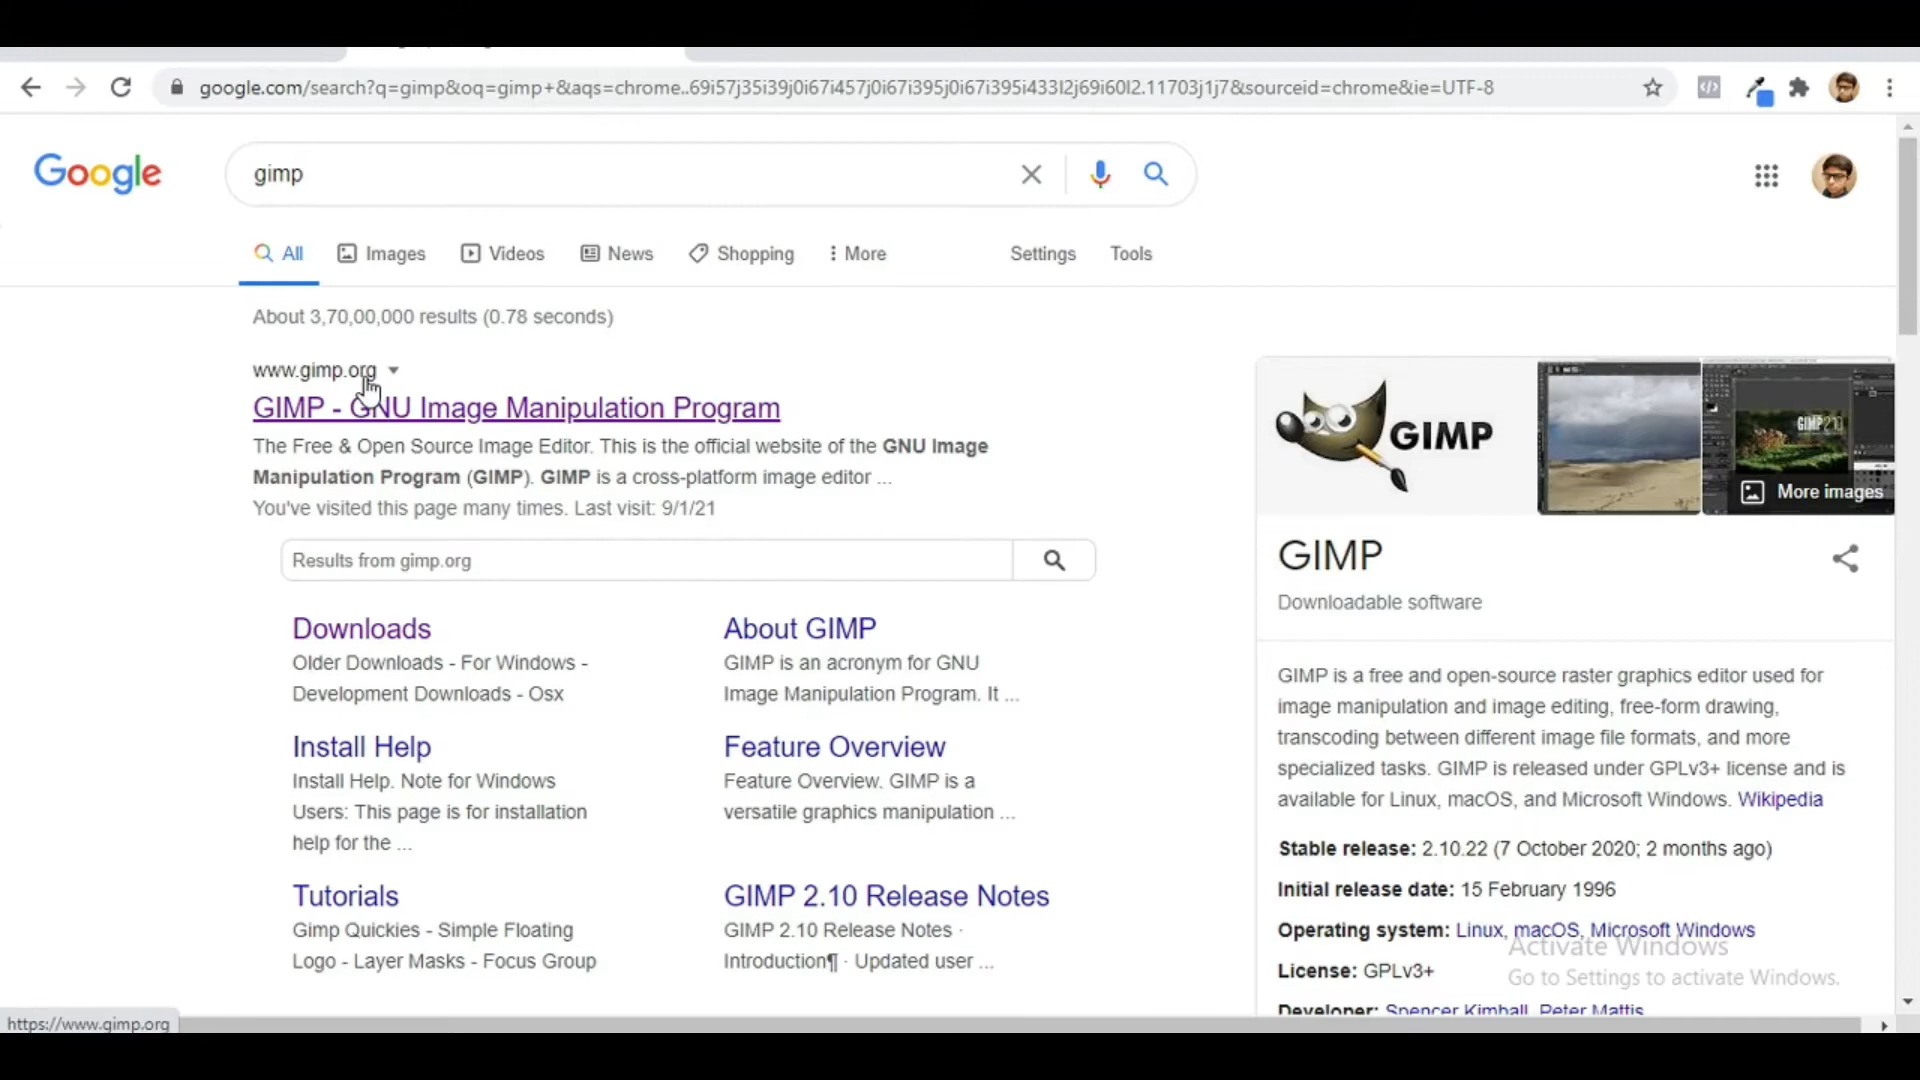 google.com/search?q=gimp&oq=gimp+&aqs=chrome..69i57j35i39j0i67i457j0i67i395j0i67i395i433l2j69i60l2.11703j1j7&sourceid=chrome&ie=UTF-8
Google
gimp
All Images Videos News Shopping More Settings Tools
About 3,70,00,000 results (0.78 seconds)
www.gimp.org
GIMP - GNU Image Manipulation Program
The Free & Open Source Image Editor. This is the official website of the GNU Image
Manipulation Program (GIMP). GIMP is a cross-platform image editor ...
You've visited this page many times. Last visit: 9/1/21
Results from gimp.org
Downloads
Older Downloads - For Windows -
Development Downloads - Osx
About GIMP
GIMP is an acronym for GNU
Image Manipulation Program. It ...
Install Help
Install Help. Note for Windows
Users: This page is for installation
help for the ...
Feature Overview
Feature Overview. GIMP is a
versatile graphics manipulation ...
Tutorials
Gimp Quickies - Simple Floating
Logo - Layer Masks - Focus Group
GIMP 2.10 Release Notes
GIMP 2.10 Release Notes ·
Introduction¶ · Updated user ...
GIMP
More images
GIMP
Downloadable software
GIMP is a free and open-source raster graphics editor used for
image manipulation and image editing, free-form drawing,
transcoding between different image file formats, and more
specialized tasks. GIMP is released under GPLv3+ license and is
available for Linux, macOS, and Microsoft Windows. Wikipedia
Stable release: 2.10.22 (7 October 2020; 2 months ago)
Initial release date: 15 February 1996
Operating system: Linux, macOS, Microsoft Windows
License: GPLv3+
Developer: Spencer Kimball, Peter Mattis
Activate Windows
Go to Settings to activate Windows.
https://www.gimp.org